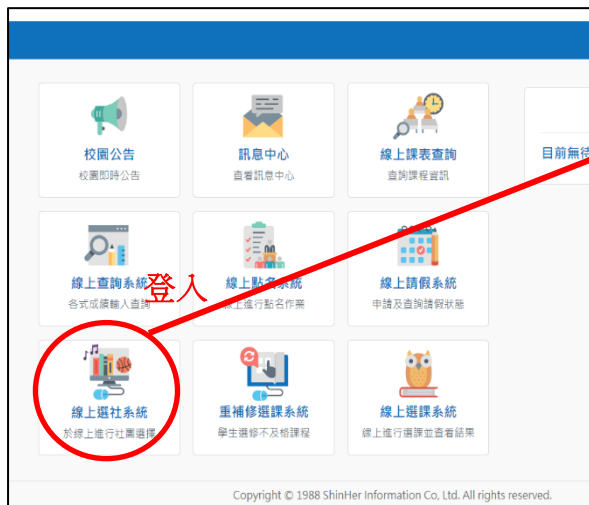 校園公告
校園即時公告
訊息中心
查看訊息中心
線上課表查詢
查詢課程資訊
目前無待
線上查詢系統
各式成績輸入查詢
登入
線上點名系統
線上進行點名作業
線上請假系統
申請及查詢請假狀態
線上選社系統
於線上進行社團選擇
重補修選課系統
學生選修不及格課程
線上選課系統
線上進行選課並查看結果
Copyright © 1988 ShinHer Information Co, Ltd. All rights reserved.